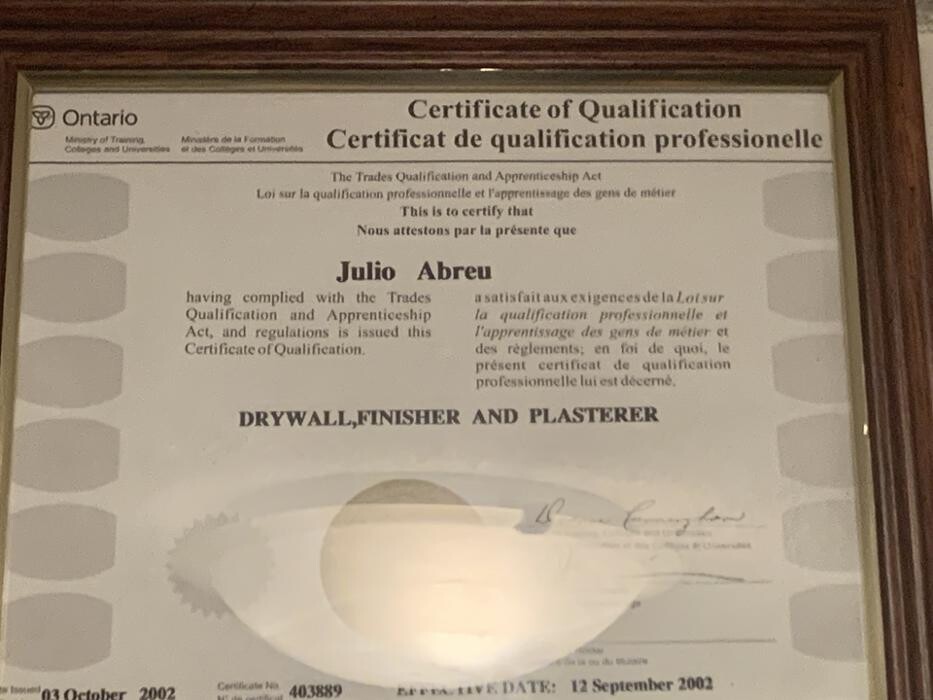 Ontario
Certificate of Qualification
Certificat de qualification professionelle
Ministry of Training, Colleges and Universities
Ministère de la Formation et des Collèges et Universités
The Trades Qualification and Apprenticeship Act
Loi sur la qualification professionnelle et l'apprentissage des gens de métier
This is to certify that
Nous attestons par la présente que
Julio Abreu
having complied with the Trades
Qualification and Apprenticeship
Act, and regulations is issued this
Certificate of Qualification.
a satisfait aux exigences de la Loi sur
la qualification professionnelle et
l'apprentissage des gens de métier et
des règlements; en foi de quoi, le
présent certificat de qualification
professionnelle lui est décerné.
DRYWALL,FINISHER AND PLASTERER
Issued 03 October 2002
Certificate No. 403889
EFFECTIVE DATE: 12 September 2002